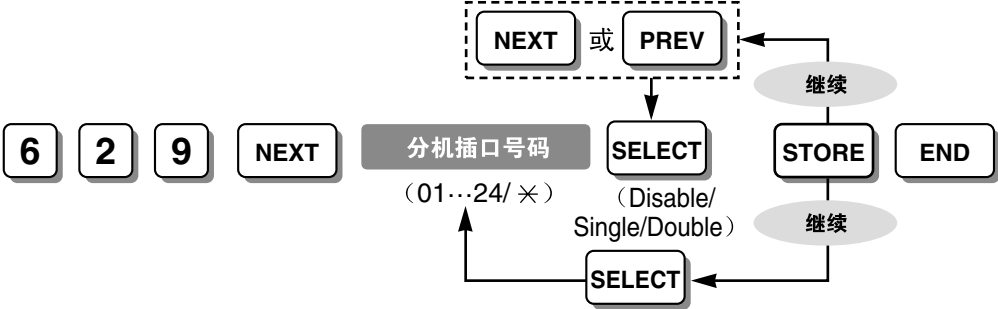 NEXT 或 PREV
继续
6 2 9 NEXT 分机插口号码 SELECT STORE END
(01···24/ ✳)
(Disable/
Single/Double)
继续
SELECT